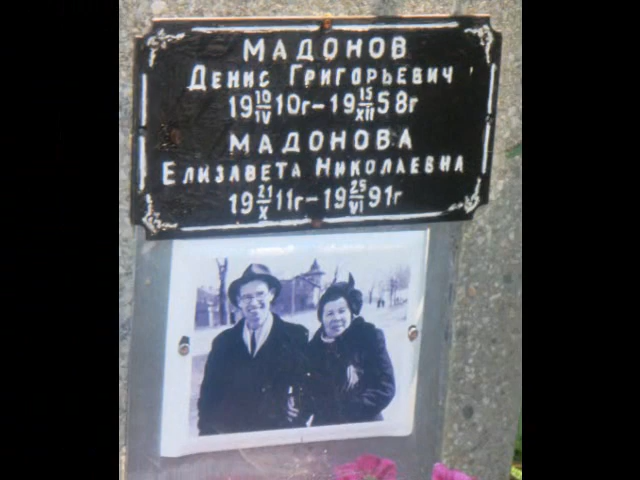 МАДОНОВ
ДЕНИС ГРИГОРЬЕВИЧ
19 10/IV 10г-19 15/XII 58г
МАДОНОВА
ЕЛИЗАВЕТА НИКОЛАЕВНА
19 21/X 11г-19 25/VI 91г